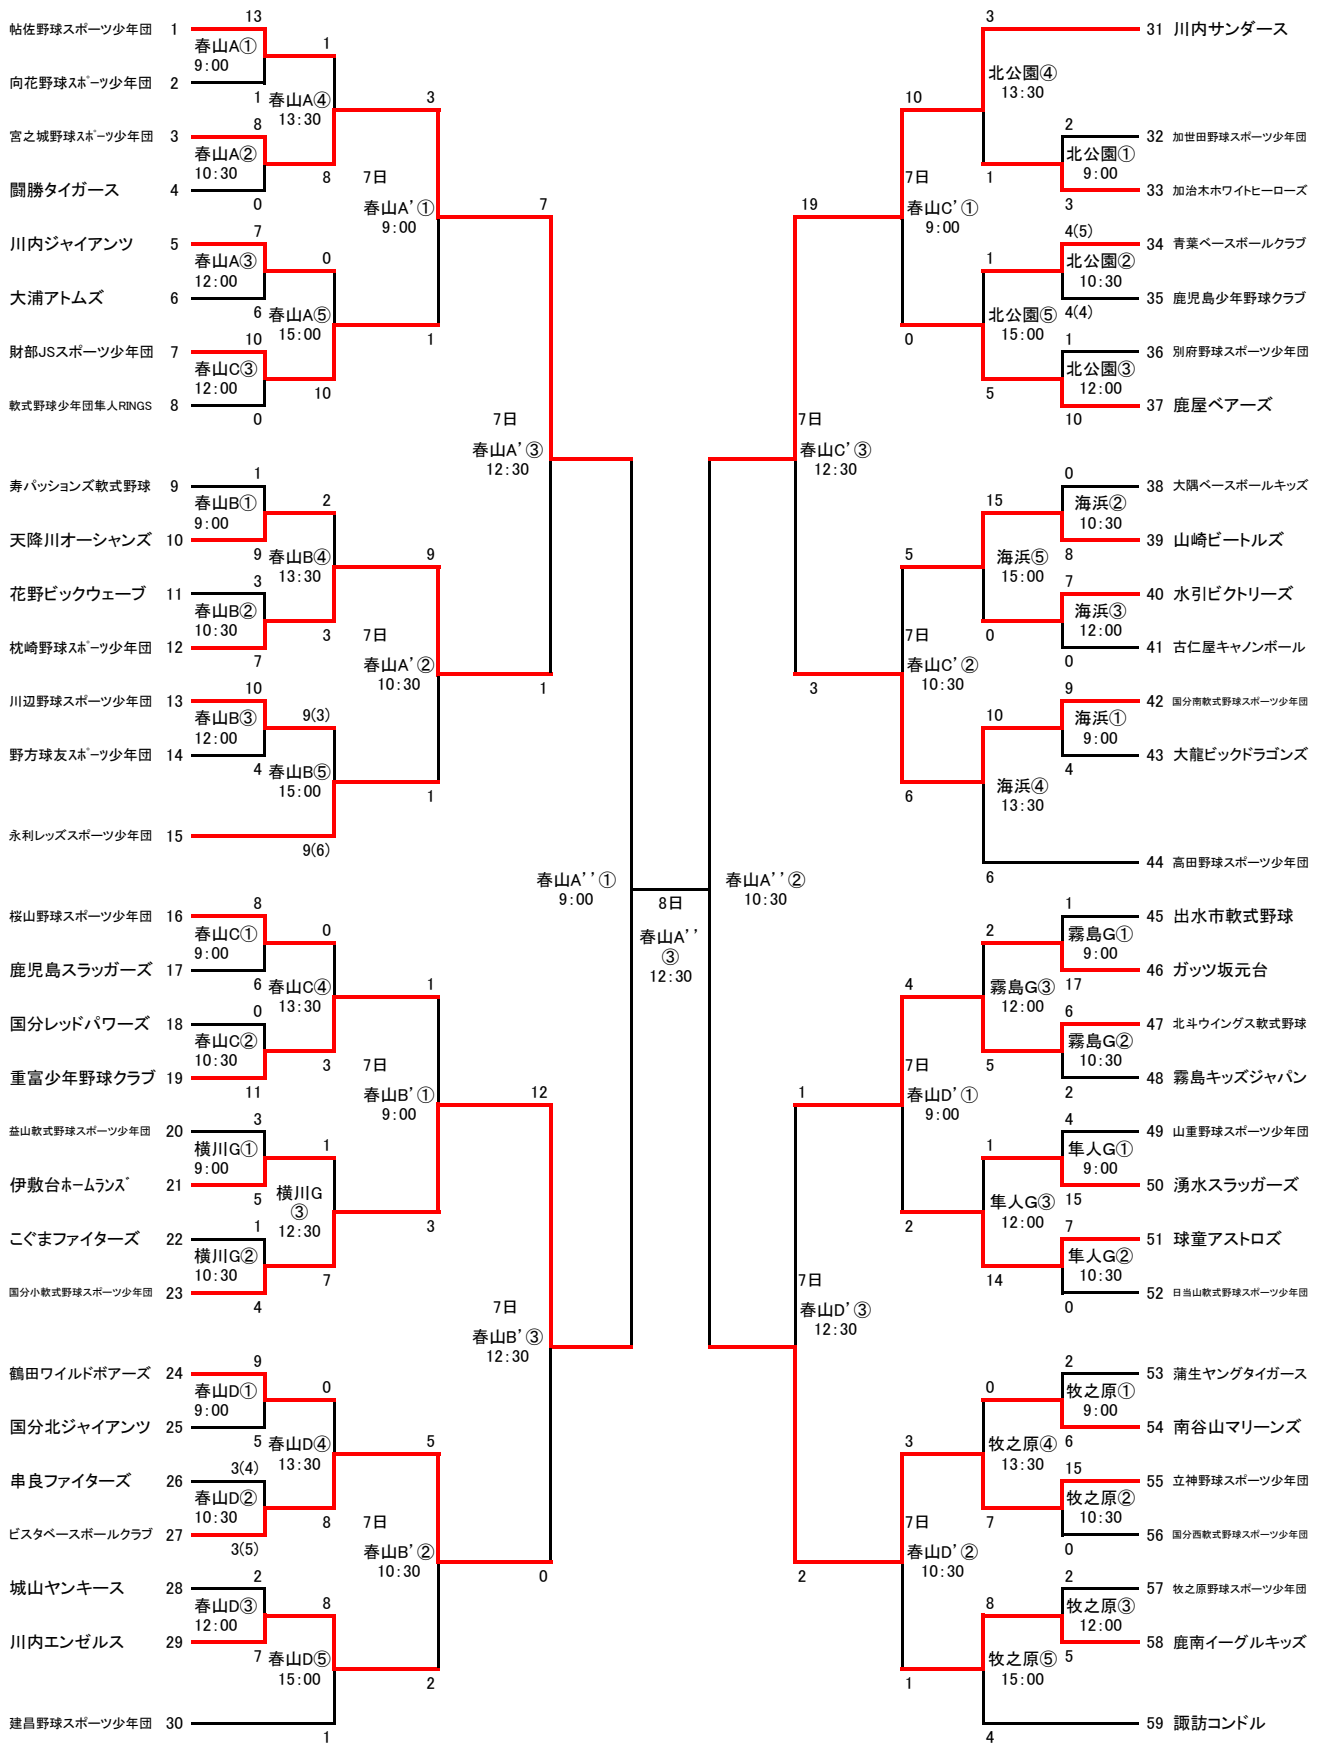 13
帖佐野球スポーツ少年団 1
春山A①
9:00
向花野球スポーツ少年団 2
1
1
春山A④
13:30
8
宮之城野球スポーツ少年団 3
春山A②
10:30
闘勝タイガース 4
0
8
3
7日
春山A'①
9:00
7
川内ジャイアンツ 5
春山A③
12:00
大浦アトムズ 6
6
0
春山A⑤
15:00
10
財部JSスポーツ少年団 7
春山C③
12:00
軟式野球少年団隼人RINGS 8
0
10
1
7
7日
春山A'③
12:30
1
寿パッションズ軟式野球 9
春山B①
9:00
天降川オーシャンズ 10
9
2
春山B④
13:30
3
花野ビックウェーブ 11
春山B②
10:30
枕崎野球スポーツ少年団 12
7
3
9
7日
春山A'②
10:30
10
川辺野球スポーツ少年団 13
春山B③
12:00
野方球友スポーツ少年団 14
4
9(3)
春山B⑤
15:00
永利レッズスポーツ少年団 15
9(6)
1
1
春山A''①
9:00
8
桜山野球スポーツ少年団 16
春山C①
9:00
鹿児島スラッガーズ 17
6
0
春山C④
13:30
0
国分レッドパワーズ 18
春山C②
10:30
重富少年野球クラブ 19
11
3
1
7日
春山B'①
9:00
3
益山軟式野球スポーツ少年団 20
横川G①
9:00
伊敷台ホームランズ 21
5
1
横川G
③
12:30
1
こぐまファイターズ 22
横川G②
10:30
国分小軟式野球スポーツ少年団 23
4
7
3
12
7日
春山B'③
12:30
9
鶴田ワイルドボアーズ 24
春山D①
9:00
国分北ジャイアンツ 25
5
0
春山D④
13:30
3(4)
串良ファイターズ 26
春山D②
10:30
ビスタベースボールクラブ 27
3(5)
8
5
7日
春山B'②
10:30
2
城山ヤンキース 28
春山D③
12:00
川内エンゼルス 29
7
8
春山D⑤
15:00
建昌野球スポーツ少年団 30
1
2
0
8日
春山A''
③
12:30
3
31 川内サンダース
北公園④
13:30
2
32 加世田野球スポーツ少年団
北公園①
9:00
33 加治木ホワイトヒーローズ
3
1
10
7日
春山C'①
9:00
4(5)
34 青葉ベースボールクラブ
北公園②
10:30
35 鹿児島少年野球クラブ
4(4)
1
北公園⑤
15:00
1
36 別府野球スポーツ少年団
北公園③
12:00
37 鹿屋ベアーズ
10
5
0
19
7日
春山C'③
12:30
0
38 大隅ベースボールキッズ
海浜②
10:30
39 山崎ビートルズ
8
15
海浜⑤
15:00
7
40 水引ビクトリーズ
海浜③
12:00
41 古仁屋キャノンボール
0
0
5
7日
春山C'②
10:30
9
42 国分南軟式野球スポーツ少年団
海浜①
9:00
43 大龍ビックドラゴンズ
4
10
海浜④
13:30
44 高田野球スポーツ少年団
6
6
3
春山A''②
10:30
1
45 出水市軟式野球
霧島G①
9:00
46 ガッツ坂元台
17
2
霧島G③
12:00
6
47 北斗ウイングス軟式野球
霧島G②
10:30
48 霧島キッズジャパン
2
5
4
7日
春山D'①
9:00
4
49 山重野球スポーツ少年団
隼人G①
9:00
50 湧水スラッガーズ
15
1
隼人G③
12:00
7
51 球童アストロズ
隼人G②
10:30
52 日当山軟式野球スポーツ少年団
0
14
2
1
7日
春山D'③
12:30
2
53 蒲生ヤングタイガース
牧之原①
9:00
54 南谷山マリーンズ
6
0
牧之原④
13:30
15
55 立神野球スポーツ少年団
牧之原②
10:30
56 国分西軟式野球スポーツ少年団
0
7
3
7日
春山D'②
10:30
2
57 牧之原野球スポーツ少年団
牧之原③
12:00
58 鹿南イーグルキッズ
5
8
牧之原⑤
15:00
59 諏訪コンドル
4
1
2